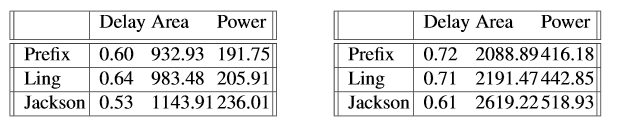 Delay Area Power
Prefix 0.60 932.93 191.75
Ling 0.64 983.48 205.91
Jackson 0.53 1143.91 236.01
Delay Area Power
Prefix 0.72 2088.89 416.18
Ling 0.71 2191.47 442.85
Jackson 0.61 2619.22 518.93